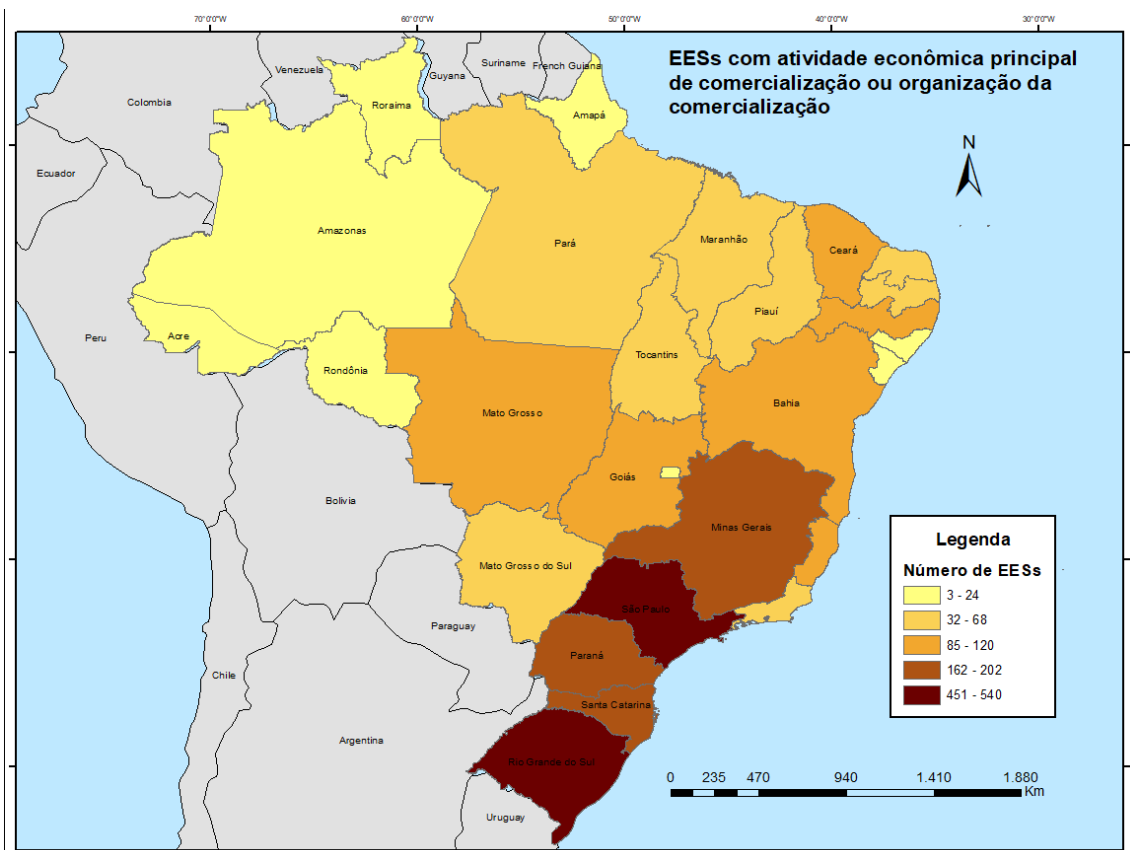 70°0'0"W
60°0'0"W
50°0'0"W
40°0'0"W
30°0'0"W
EESs com atividade econômica principal
de comercialização ou organização da
comercialização
N
Venezuela
Guyana
Suriname
French Guiana
Colombia
Roraima
Amapá
Ecuador
Amazonas
Pará
Maranhão
Ceará
Piauí
Acre
Peru
Rondônia
Tocantins
Mato Grosso
Bahia
Goiás
Bolivia
Minas Gerais
Mato Grosso do Sul
São Paulo
Paraguay
Paraná
Chile
Santa Catarina
Argentina
Rio Grande do Sul
Uruguay
Legenda
Número de EESs
3 - 24
32 - 68
85 - 120
162 - 202
451 - 540
0 235 470 940 1.410 1.880
Km